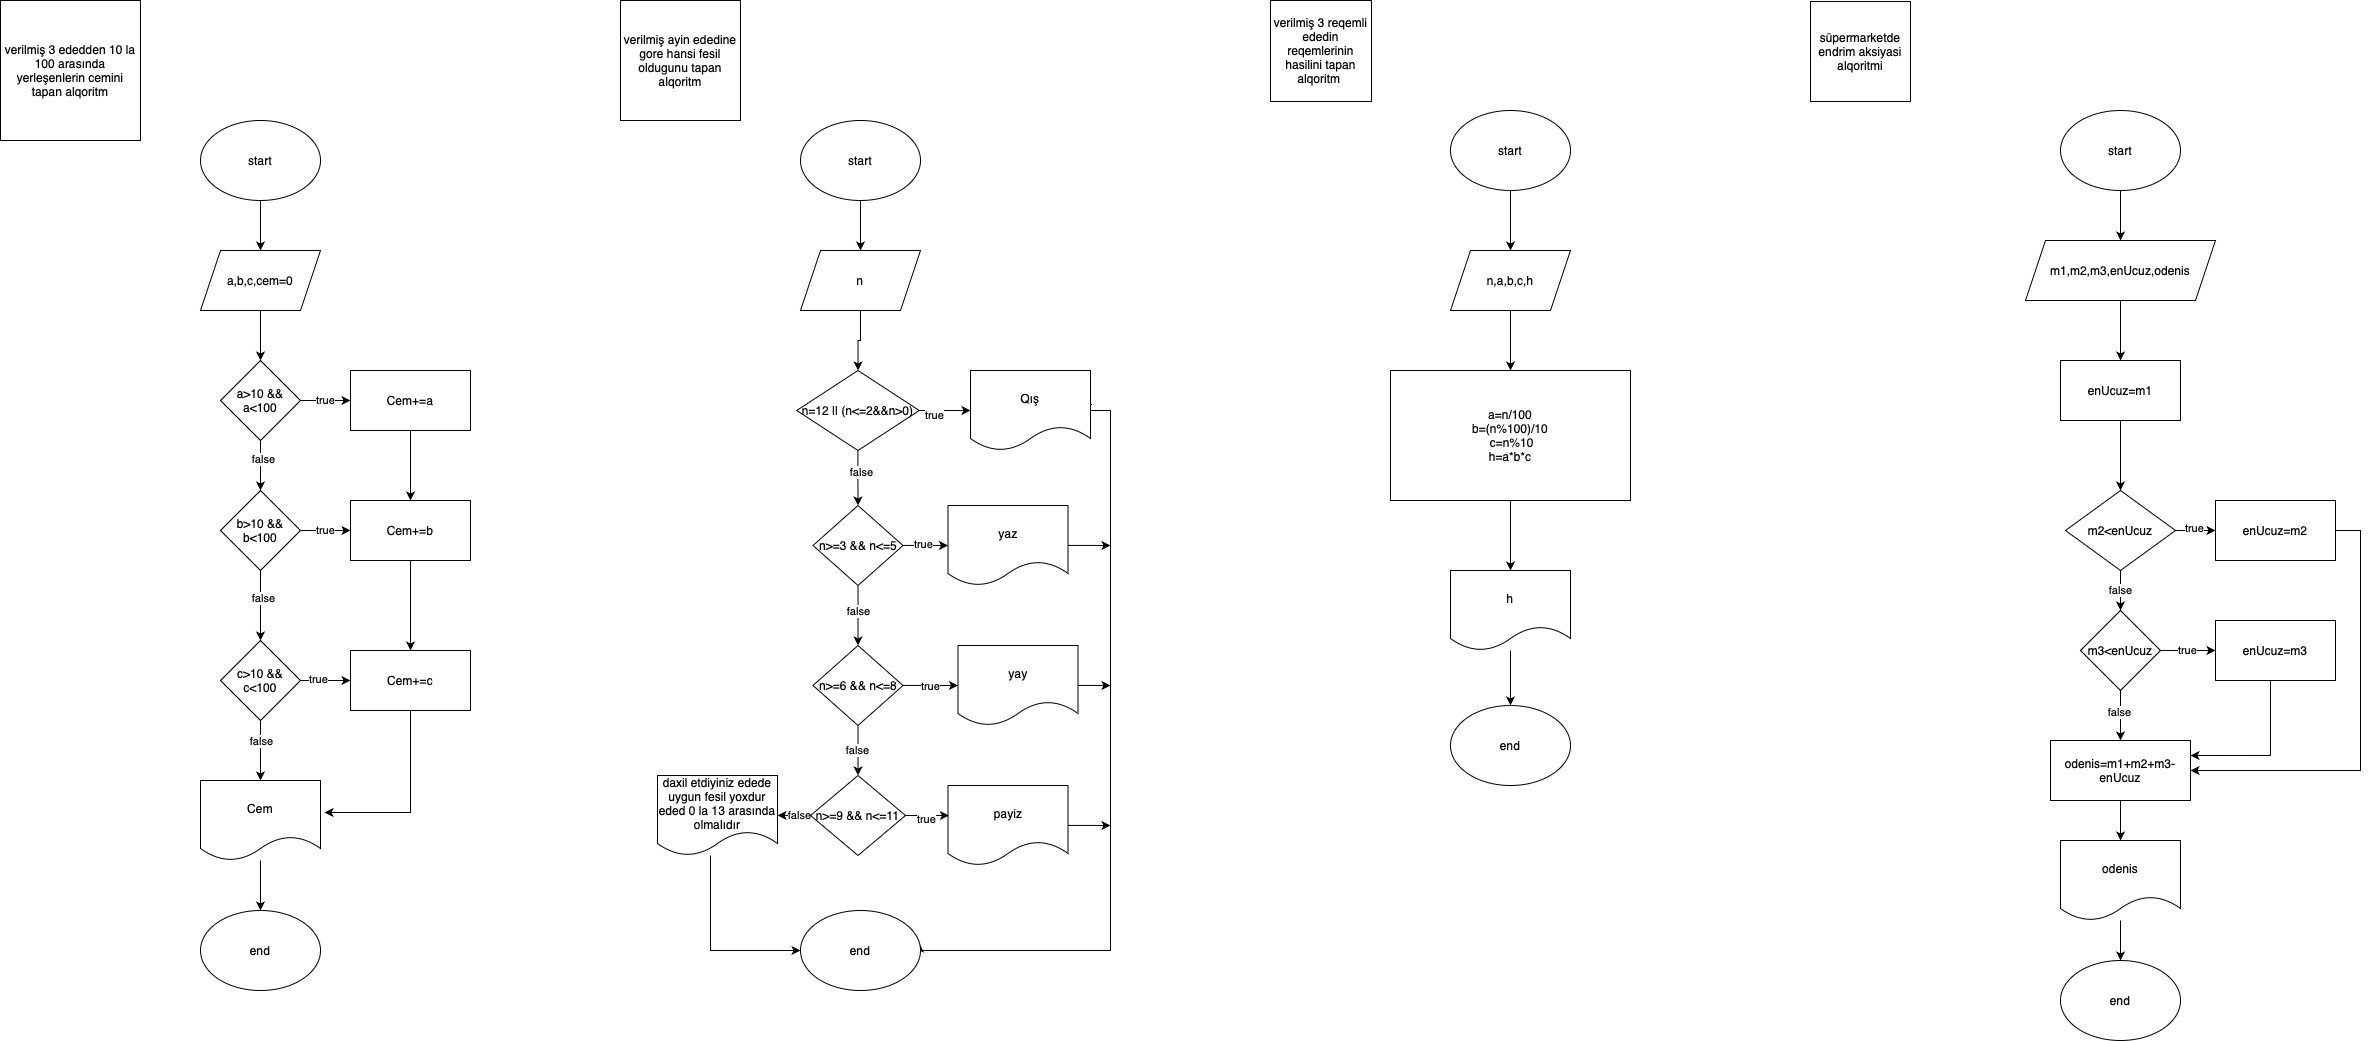 verilmiş 3 ededden 10 la
100 arasında
yerleşenlerin cemini
tapan alqoritm
start
a,b,c,cem=0
a>10 &&
a<100
true
Cem+=a
false
b>10 &&
b<100
true
Cem+=b
false
c>10 &&
c<100
true
Cem+=c
false
Cem
end
verilmiş ayin ededine
gore hansi fesil
oldugunu tapan
alqoritm
start
n
n=12 || (n<=2&&n>0)
true
Qış
false
n>=3 && n<=5
true
yaz
false
n>=6 && n<=8
true
yay
false
n>=9 && n<=11
true
payiz
false
daxil etdiyiniz edede
uygun fesil yoxdur
eded 0 la 13 arasında
olmalıdır
end
verilmiş 3 reqemli
ededin
reqemlerinin
hasilini tapan
alqoritm
start
n,a,b,c,h
a=n/100
b=(n%100)/10
c=n%10
h=a*b*c
h
end
süpermarketde
endrim aksiyasi
alqoritmi
start
m1,m2,m3,enUcuz,odenis
enUcuz=m1
m2<enUcuz
true
enUcuz=m2
false
m3<enUcuz
true
enUcuz=m3
false
odenis=m1+m2+m3-
enUcuz
odenis
end